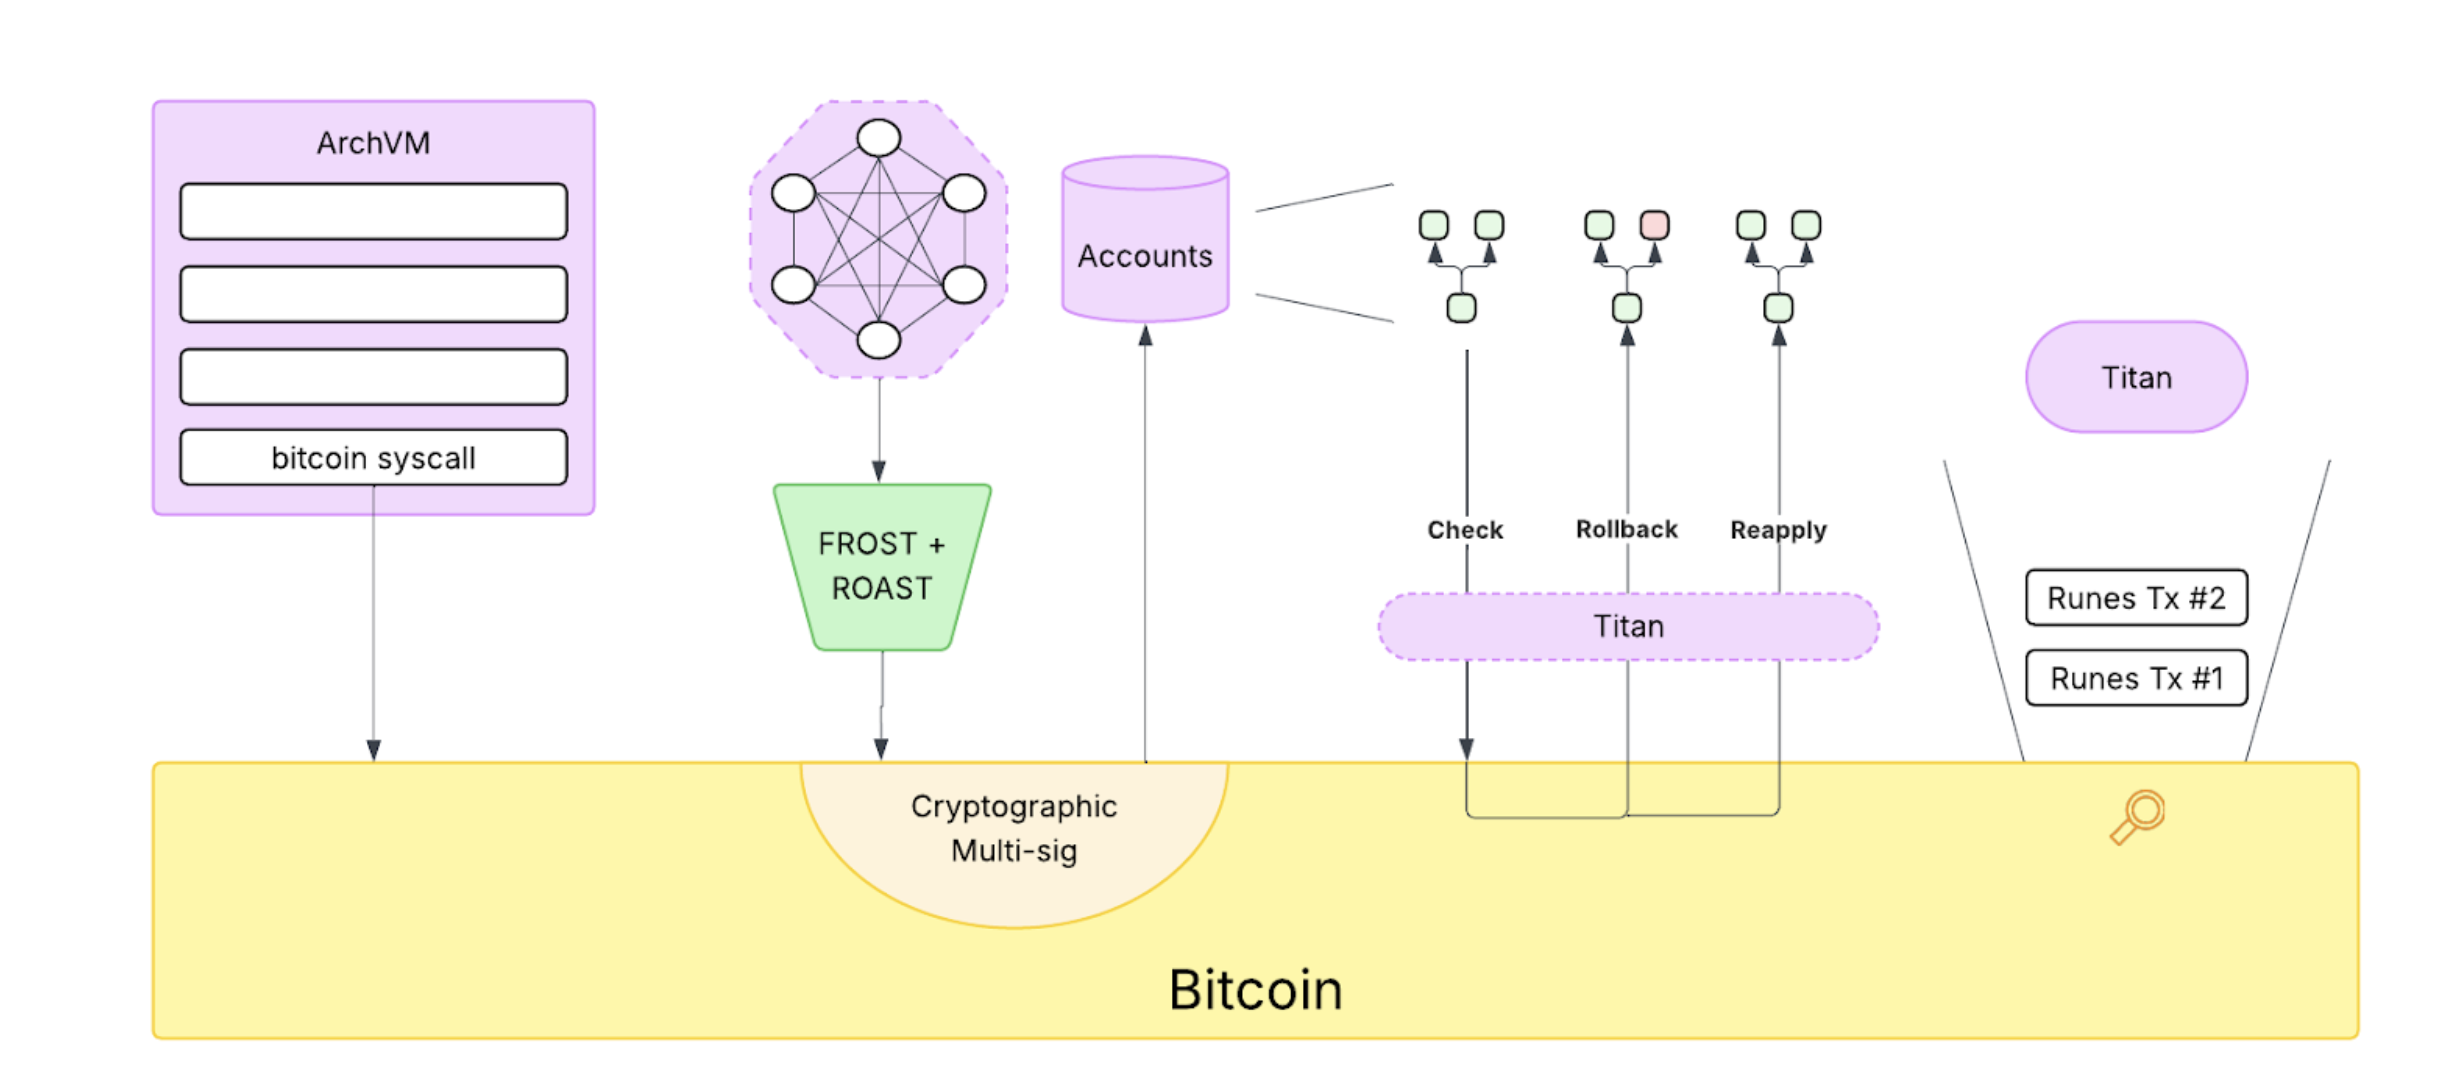 ArchVM
bitcoin syscall
FROST +
ROAST
Accounts
Check
Rollback
Reapply
Titan
Titan
Runes Tx #2
Runes Tx #1
Cryptographic
Multi-sig
Bitcoin